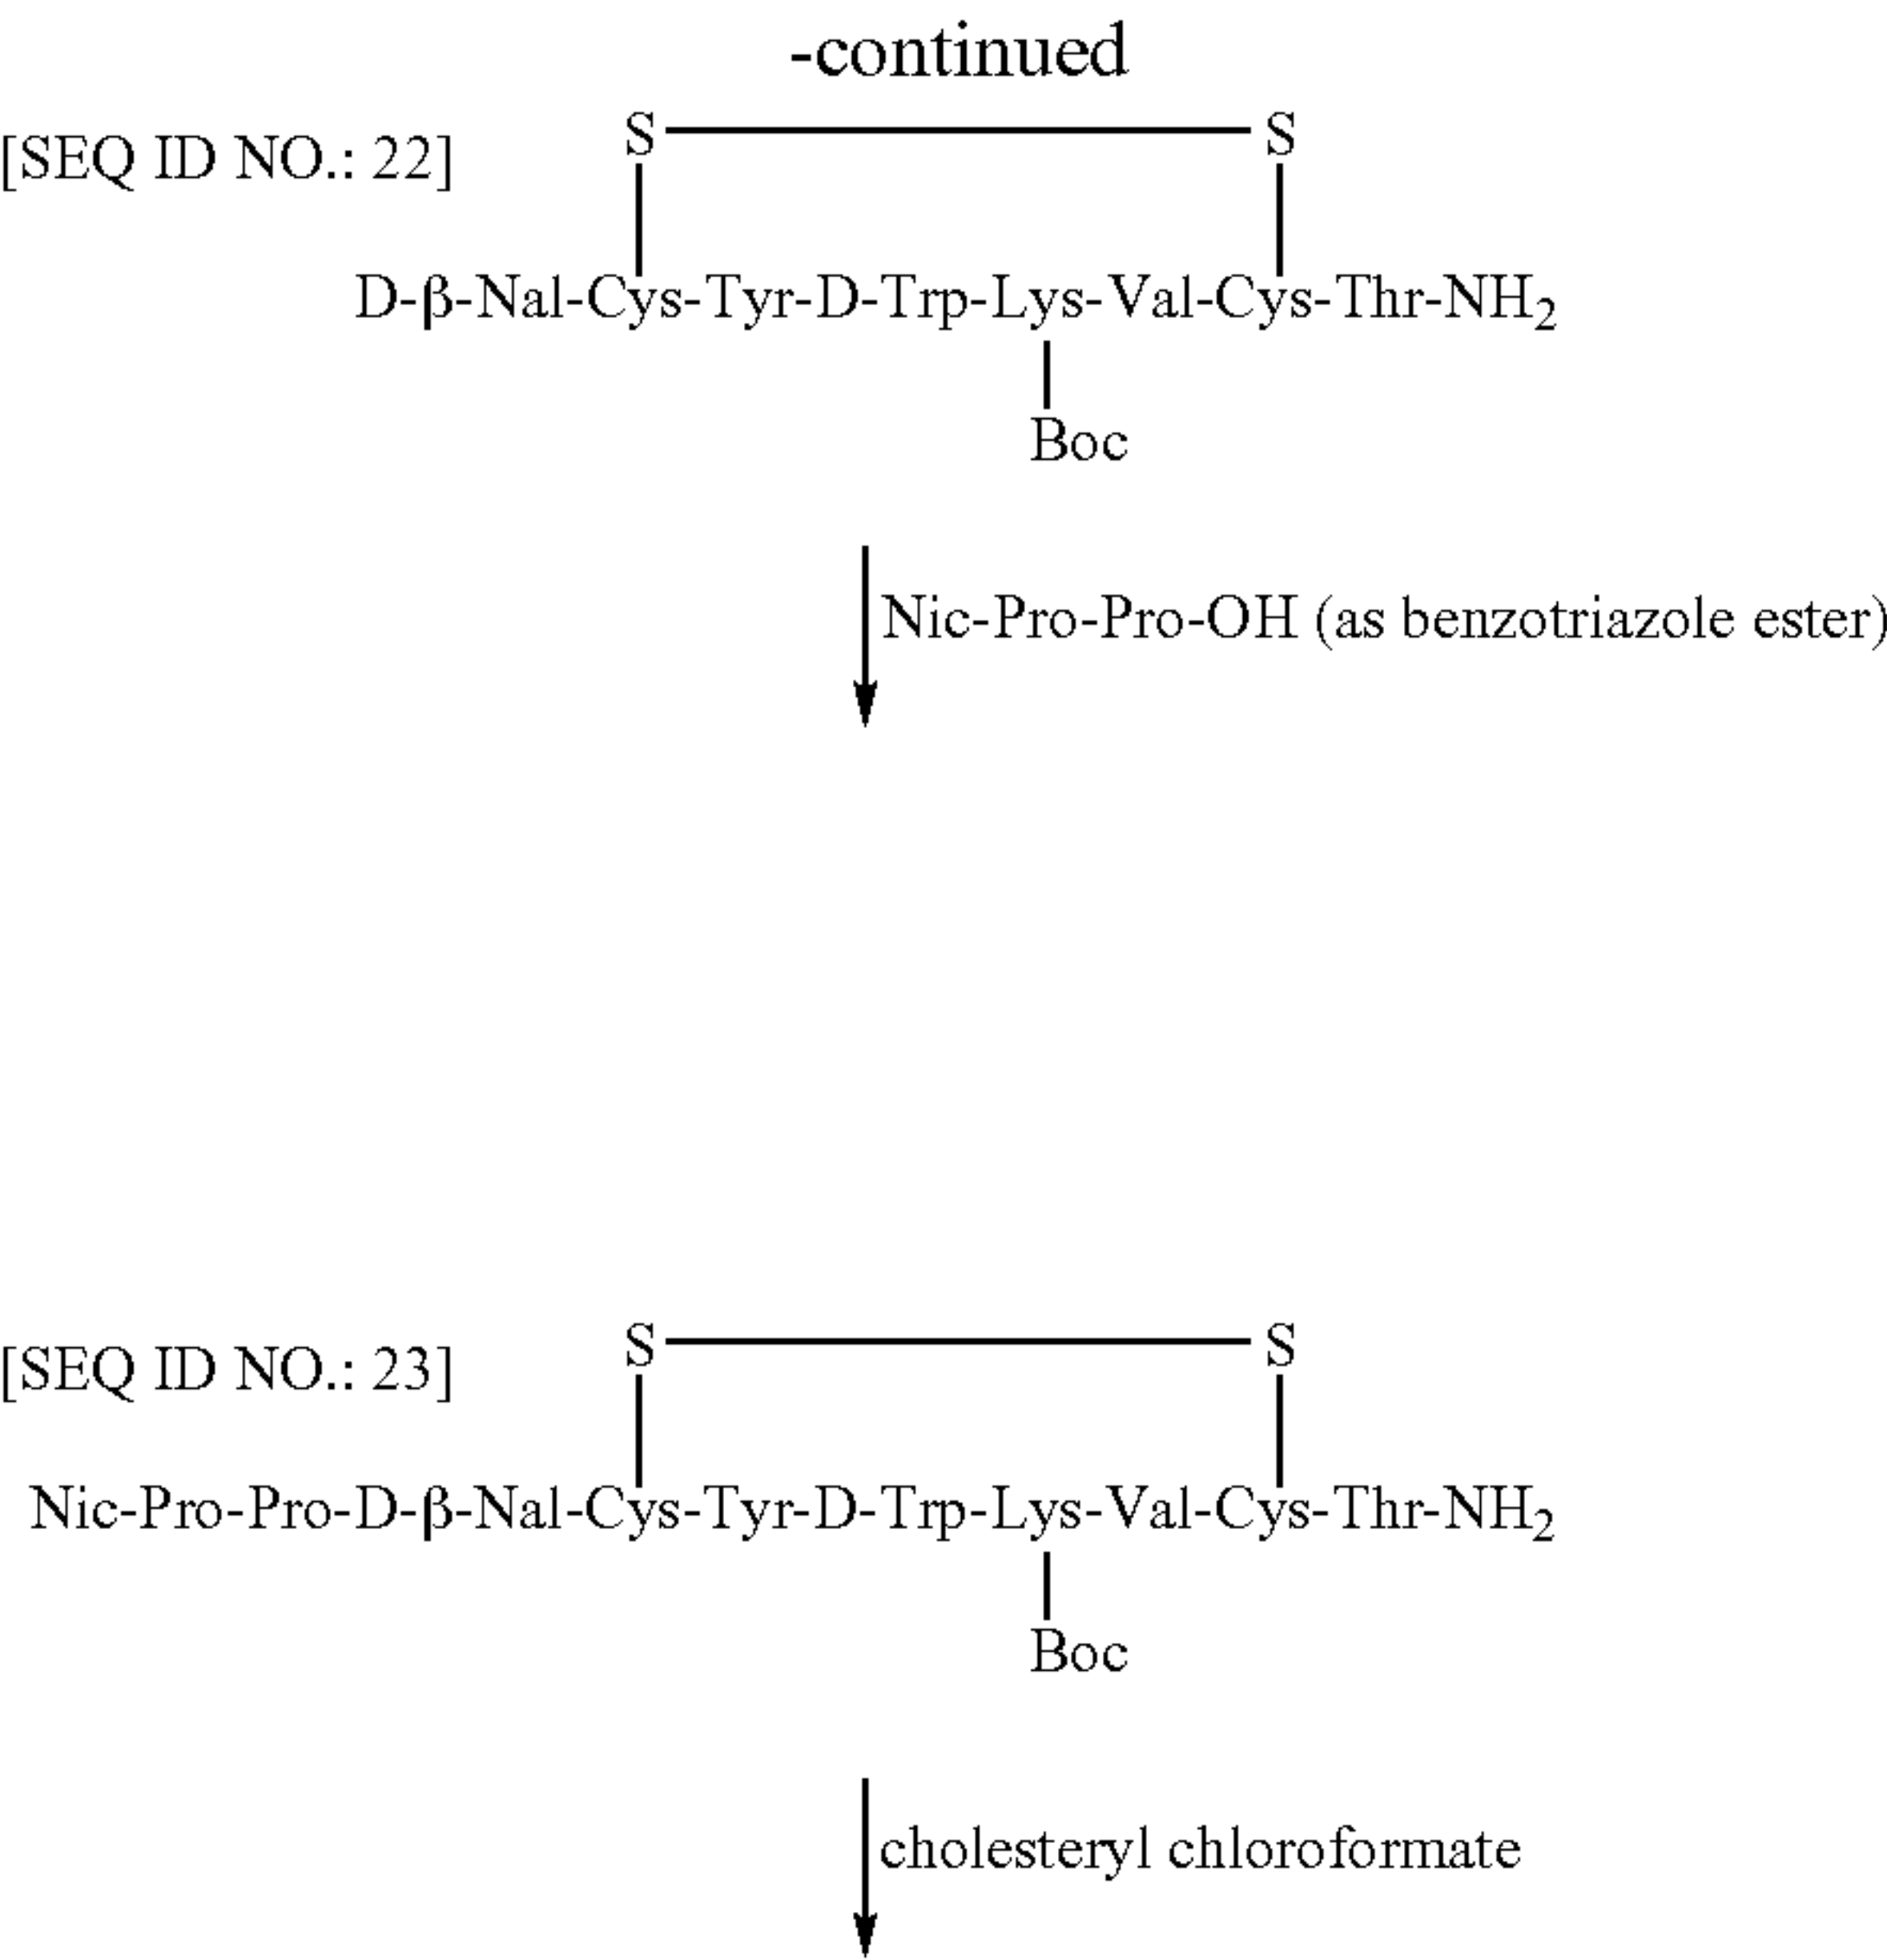 -continued
S S
[SEQ ID NO.: 22]
D-β-Nal-Cys-Tyr-D-Trp-Lys-Val-Cys-Thr-NH₂
Boc
Nic-Pro-Pro-OH (as benzotriazole ester)
S S
[SEQ ID NO.: 23]
Nic-Pro-Pro-D-β-Nal-Cys-Tyr-D-Trp-Lys-Val-Cys-Thr-NH₂
Boc
cholesteryl chloroformate